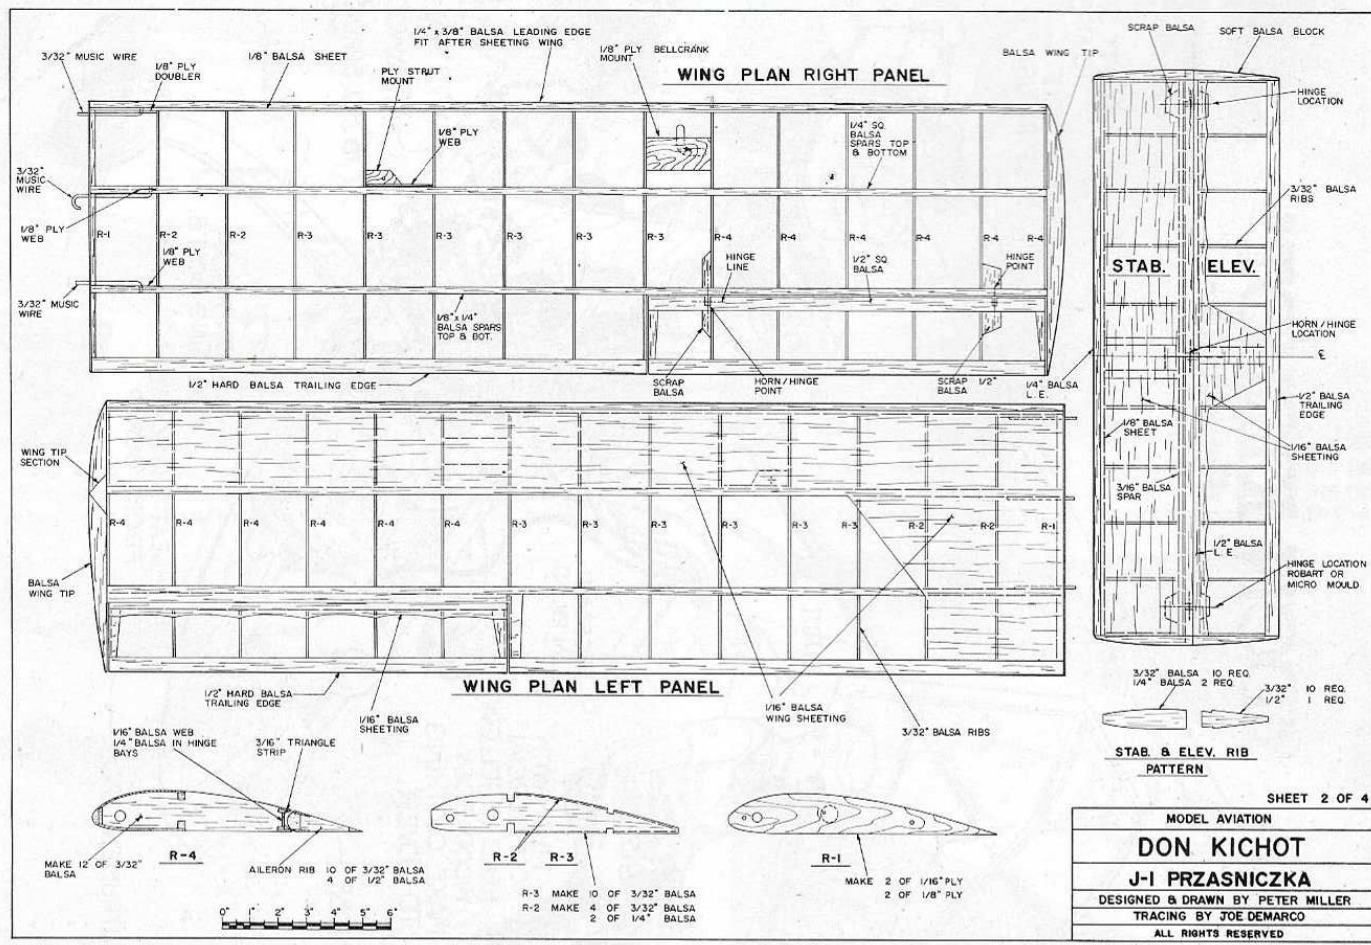 3/32" MUSIC WIRE
1/8" PLY
DOUBLER
1/8" BALSA SHEET
1/4" x 3/8" BALSA LEADING EDGE
FIT AFTER SHEETING WING
PLY STRUT
MOUNT
1/8" PLY BELLCRANK
MOUNT
WING PLAN RIGHT PANEL
BALSA WING TIP
SCRAP BALSA
SOFT BALSA BLOCK
HINGE
LOCATION
1/8" PLY
WEB
1/4" SQ.
BALSA
SPARS TOP
& BOTTOM
3/32"
MUSIC
WIRE
3/32" BALSA
RIBS
1/8" PLY
WEB
R-1
R-2
R-2
R-3
R-3
R-3
R-3
R-3
R-3
R-4
R-4
R-4
R-4
R-4
R-4
1/8" PLY
WEB
HINGE
LINE
1/2" SQ.
BALSA
HINGE
POINT
STAB.
ELEV.
3/32" MUSIC
WIRE
1/8" x 1/4"
BALSA SPARS
TOP & BOT.
HORN/HINGE
LOCATION
℄
1/2" HARD BALSA TRAILING EDGE
SCRAP
BALSA
HORN/HINGE
POINT
SCRAP 1/2"
BALSA
1/4" BALSA
L.E.
1/2" BALSA
TRAILING
EDGE
1/8" BALSA
SHEET
1/16" BALSA
SHEETING
3/16" BALSA
SPAR
WING TIP
SECTION
R-4
R-4
R-4
R-4
R-4
R-4
R-3
R-3
R-3
R-3
R-3
R-3
R-2
R-2
R-1
1/2" BALSA
L.E.
BALSA
WING TIP
HINGE LOCATION
ROBART OR
MICRO MOULD
1/2" HARD BALSA
TRAILING EDGE
WING PLAN LEFT PANEL
1/16" BALSA
SHEETING
1/16" BALSA
WING SHEETING
3/32" BALSA RIBS
3/32" BALSA 10 REQ.
1/4" BALSA 2 REQ.
3/32" 10 REQ.
1/2" 1 REQ.
STAB. & ELEV. RIB
PATTERN
1/16" BALSA WEB
1/4" BALSA IN HINGE
BAYS
3/16" TRIANGLE
STRIP
MAKE 12 OF 3/32"
BALSA
R-4
AILERON RIB 10 OF 3/32" BALSA
4 OF 1/2" BALSA
R-2
R-3
R-3 MAKE 10 OF 3/32" BALSA
R-2 MAKE 4 OF 3/32" BALSA
2 OF 1/4" BALSA
R-1
MAKE 2 OF 1/16" PLY
2 OF 1/8" PLY
0" 1" 2" 3" 4" 5" 6"
SHEET 2 OF 4
MODEL AVIATION
DON KICHOT
J-1 PRZASNICZKA
DESIGNED & DRAWN BY PETER MILLER
TRACING BY JOE DEMARCO
ALL RIGHTS RESERVED